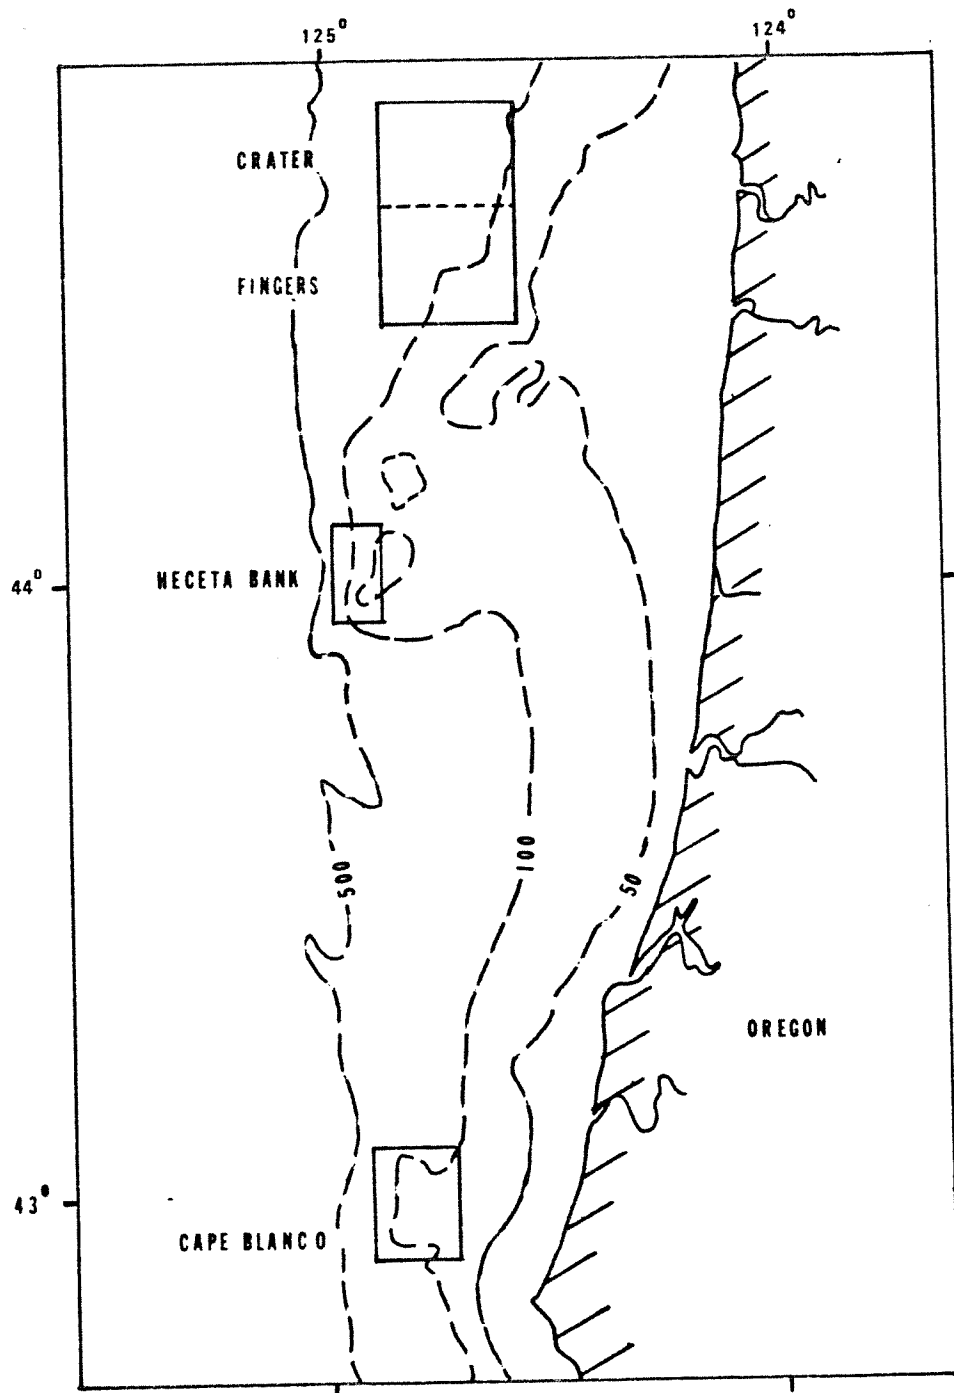 125°
124°
CRATER
FINGERS
44°
HECETA BANK
500
100
50
OREGON
43°
CAPE BLANCO